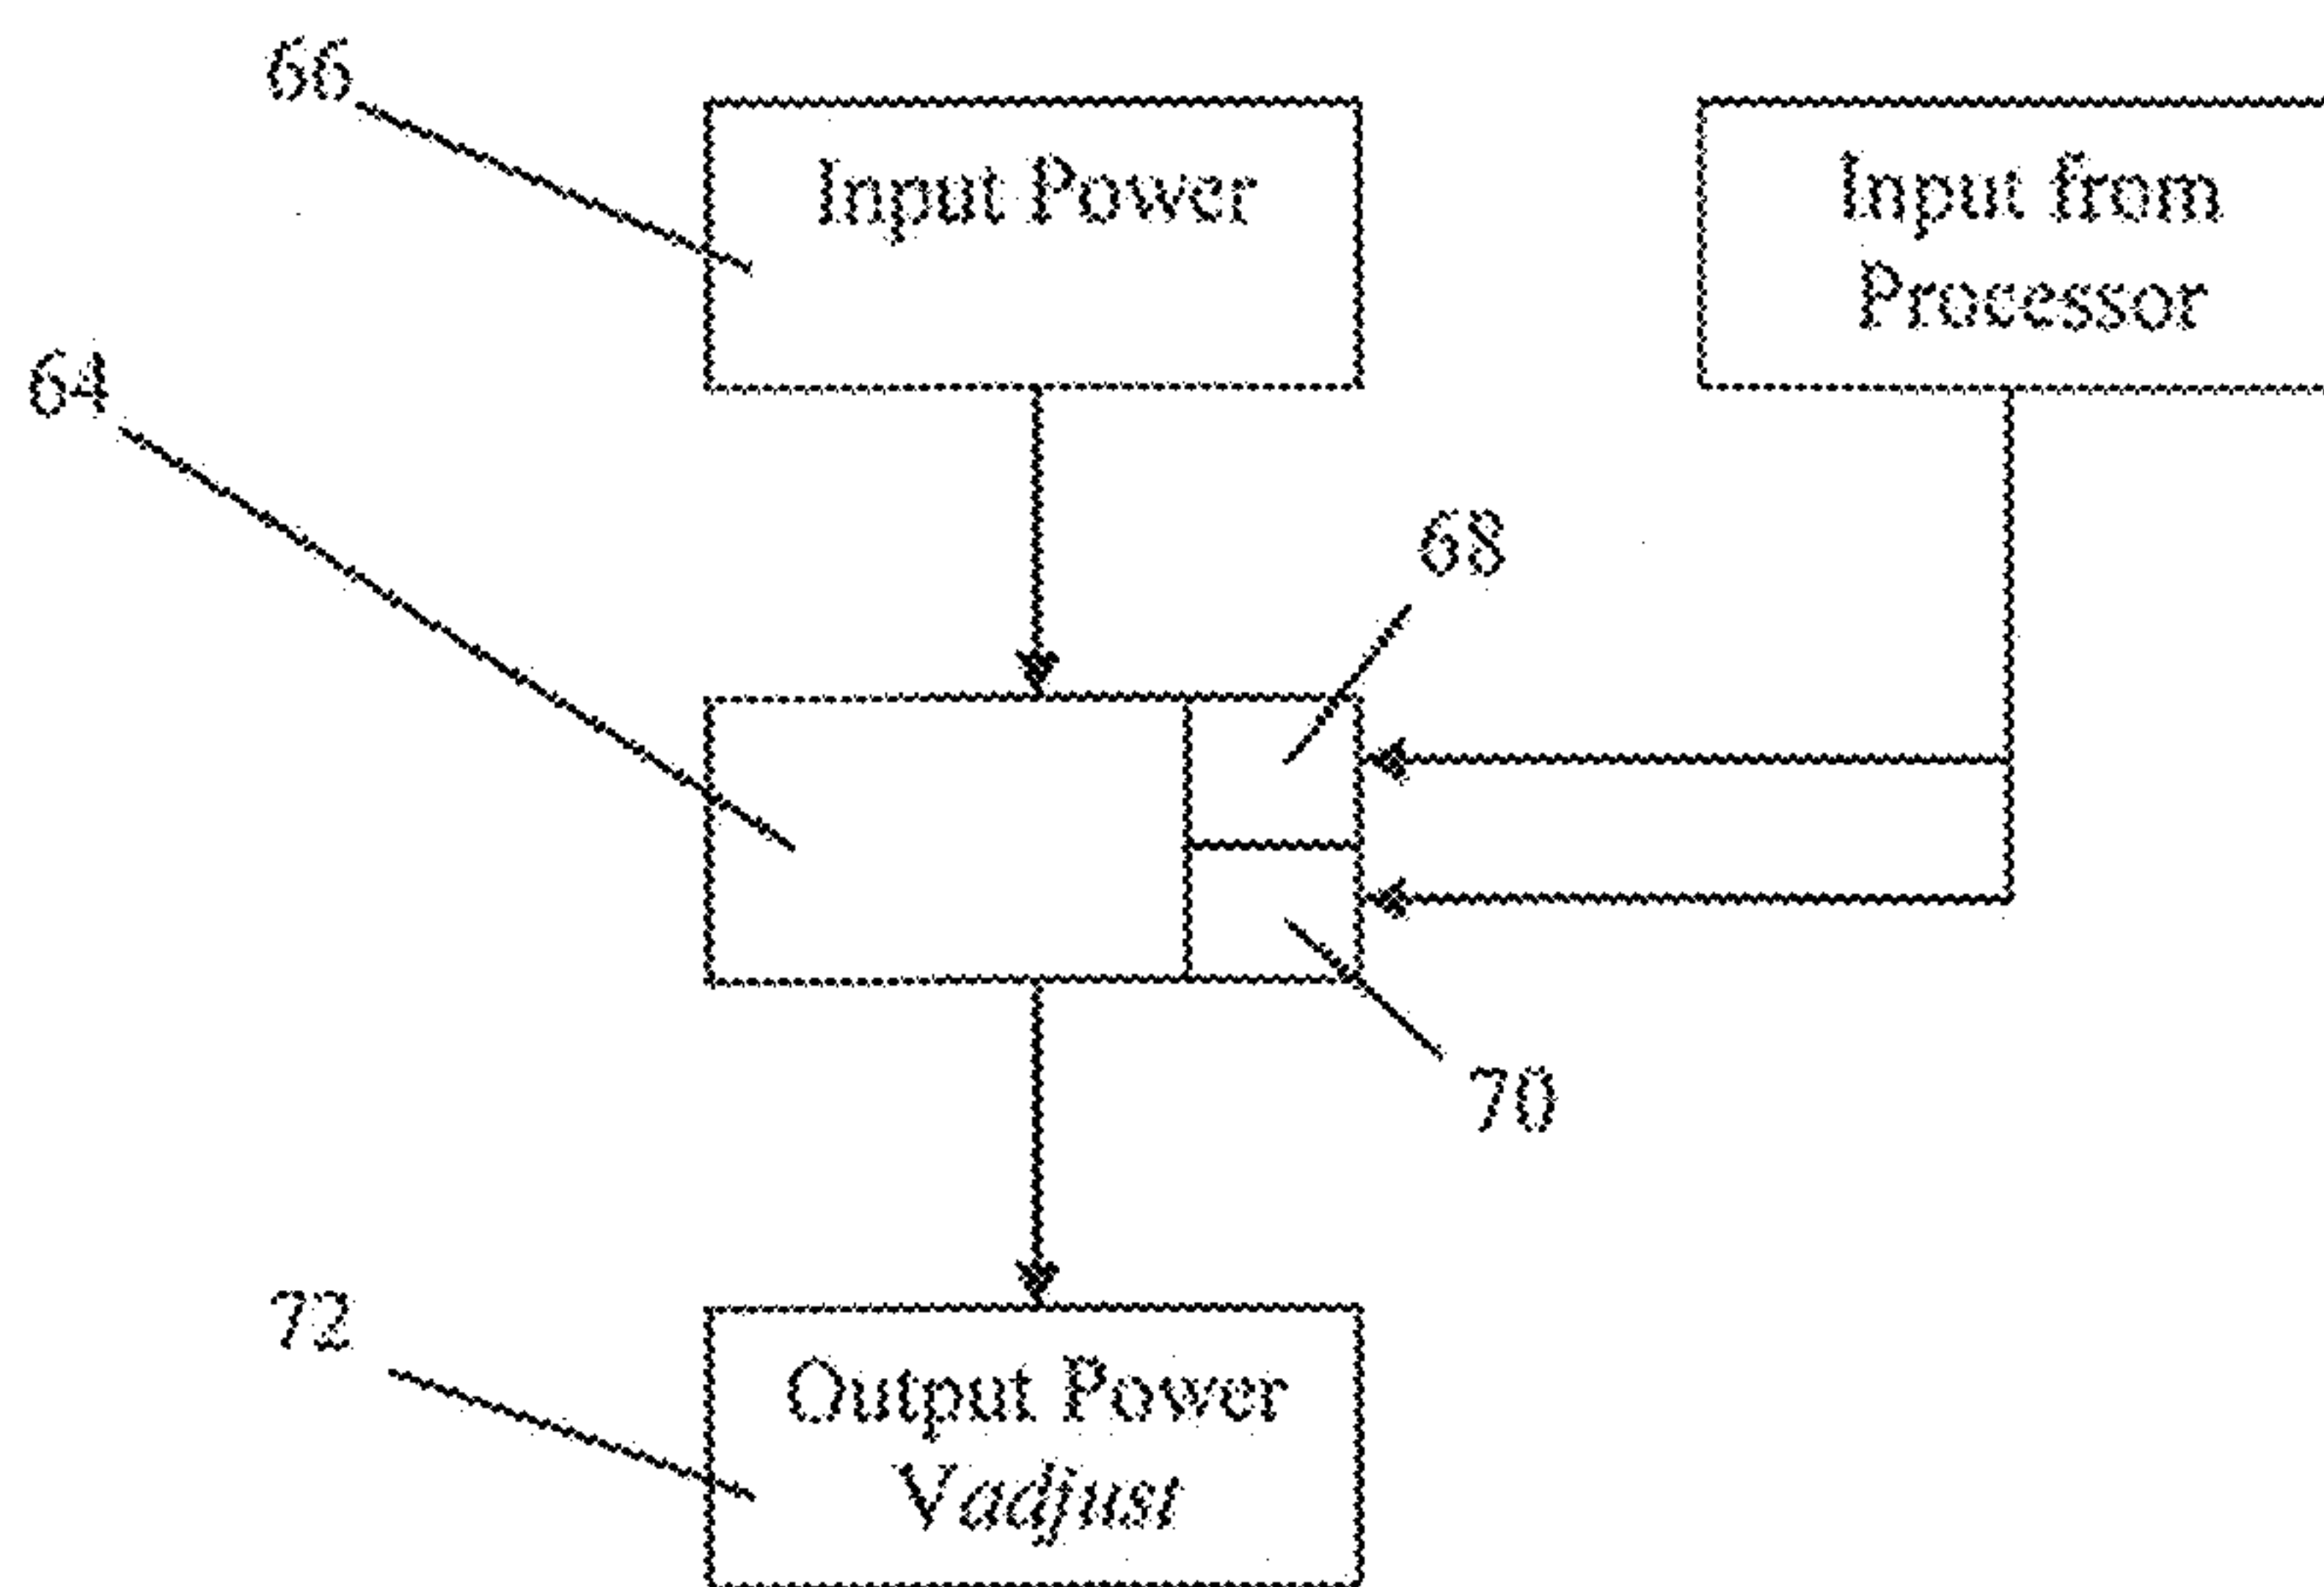 66
Input Power
Input from
Processor
64
68
70
72
Output Power
Vadjust